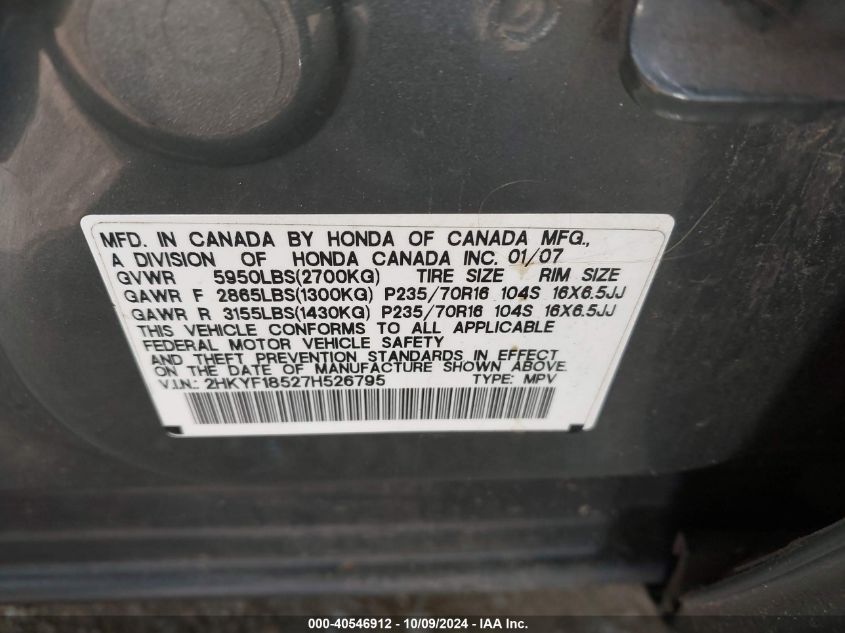 MFD. IN CANADA BY HONDA OF CANADA MFG.,
A DIVISION OF HONDA CANADA INC. 01/07
GVWR 5950LBS(2700KG) TIRE SIZE RIM SIZE
GAWR F 2865LBS(1300KG) P235/70R16 104S 16X6.5JJ
GAWR R 3155LBS(1430KG) P235/70R16 104S 16X6.5JJ
THIS VEHICLE CONFORMS TO ALL APPLICABLE
FEDERAL MOTOR VEHICLE SAFETY
AND THEFT PREVENTION STANDARDS IN EFFECT
ON THE DATE OF MANUFACTURE SHOWN ABOVE.
V.I.N.: 2HKYF18527H526795 TYPE: MPV
000-40546912 - 10/09/2024 - IAA Inc.